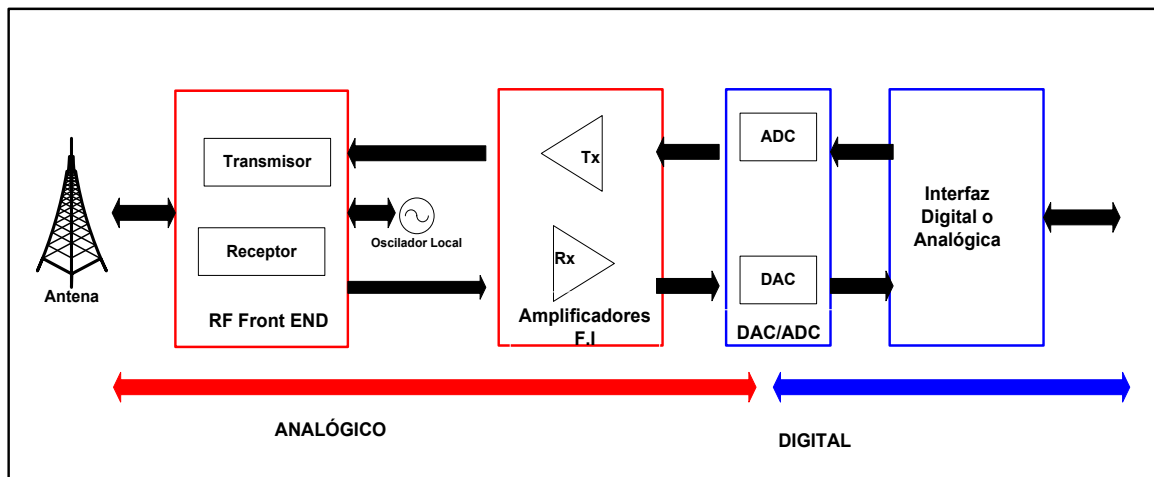 Antena
Transmisor
Receptor
RF Front END
Oscilador Local
Tx
Rx
Amplificadores
F.I
ADC
DAC
DAC/ADC
Interfaz
Digital o
Analógica
ANALÓGICO
DIGITAL